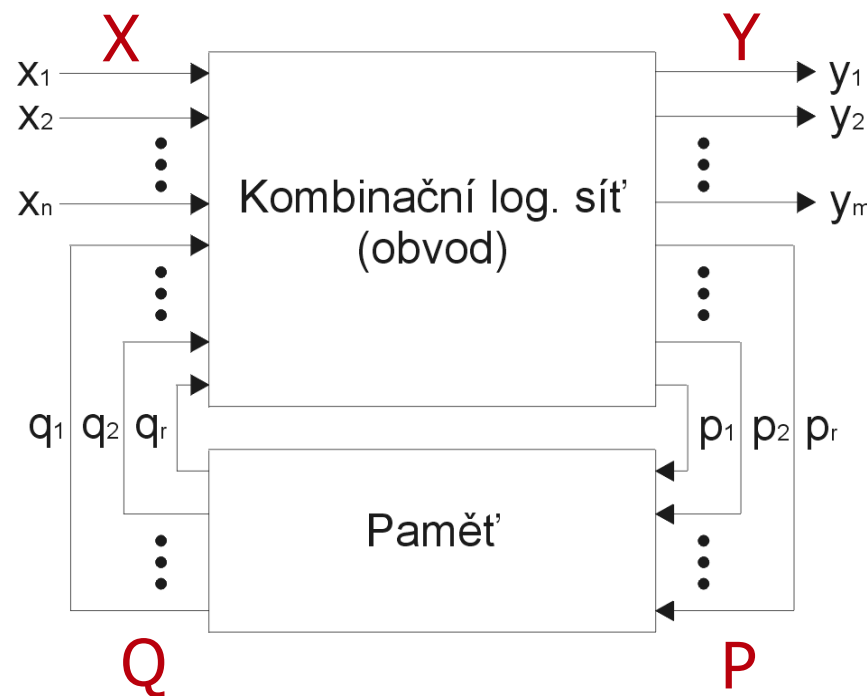 X Y
x1 y1
x2 y2
xn ym
Kombinační log. síť
(obvod)
q1 q2 qr p1 p2 pr
Paměť
Q P